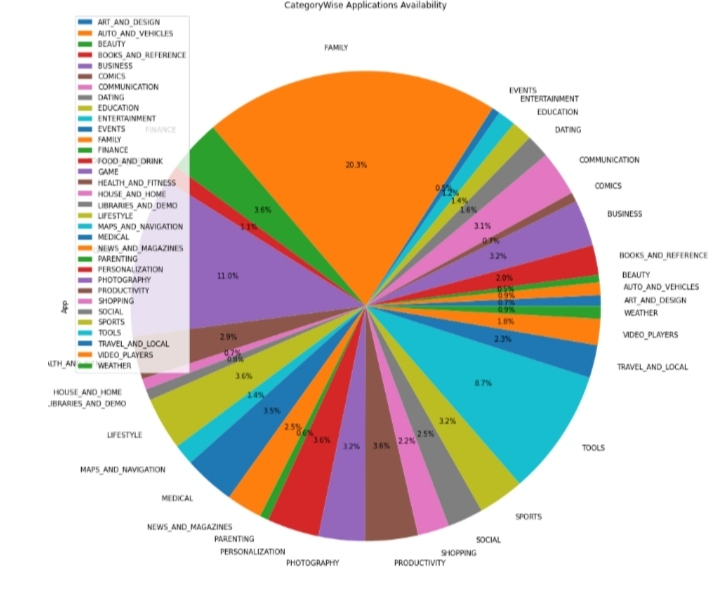 CategoryWise Applications Availability
ART_AND_DESIGN
AUTO_AND_VEHICLES
BEAUTY
BOOKS_AND_REFERENCE
BUSINESS
COMICS
COMMUNICATION
DATING
EDUCATION
ENTERTAINMENT
EVENTS
FAMILY
FINANCE
FOOD_AND_DRINK
GAME
HEALTH_AND_FITNESS
HOUSE_AND_HOME
LIBRARIES_AND_DEMO
LIFESTYLE
MAPS_AND_NAVIGATION
MEDICAL
NEWS_AND_MAGAZINES
PARENTING
PERSONALIZATION
PHOTOGRAPHY
PRODUCTIVITY
SHOPPING
SOCIAL
SPORTS
TOOLS
TRAVEL_AND_LOCAL
VIDEO_PLAYERS
WEATHER
App
FAMILY
EVENTS
ENTERTAINMENT
EDUCATION
DATING
COMMUNICATION
COMICS
BUSINESS
BOOKS_AND_REFERENCE
BEAUTY
AUTO_AND_VEHICLES
ART_AND_DESIGN
WEATHER
VIDEO_PLAYERS
TRAVEL_AND_LOCAL
TOOLS
SPORTS
SOCIAL
SHOPPING
PRODUCTIVITY
PHOTOGRAPHY
PERSONALIZATION
PARENTING
NEWS_AND_MAGAZINES
MEDICAL
MAPS_AND_NAVIGATION
LIFESTYLE
IBRARIES_AND_DEMO
HOUSE_AND_HOME
FINANCE
20.3%
0.5%
1.2%
1.4%
1.6%
3.1%
0.7%
3.2%
2.0%
0.5%
0.9%
0.7%
0.9%
1.8%
2.3%
8.7%
3.2%
2.5%
2.2%
3.6%
3.2%
3.6%
0.6%
2.5%
3.5%
1.4%
3.6%
0.8%
0.7%
2.9%
11.0%
1.1%
3.6%